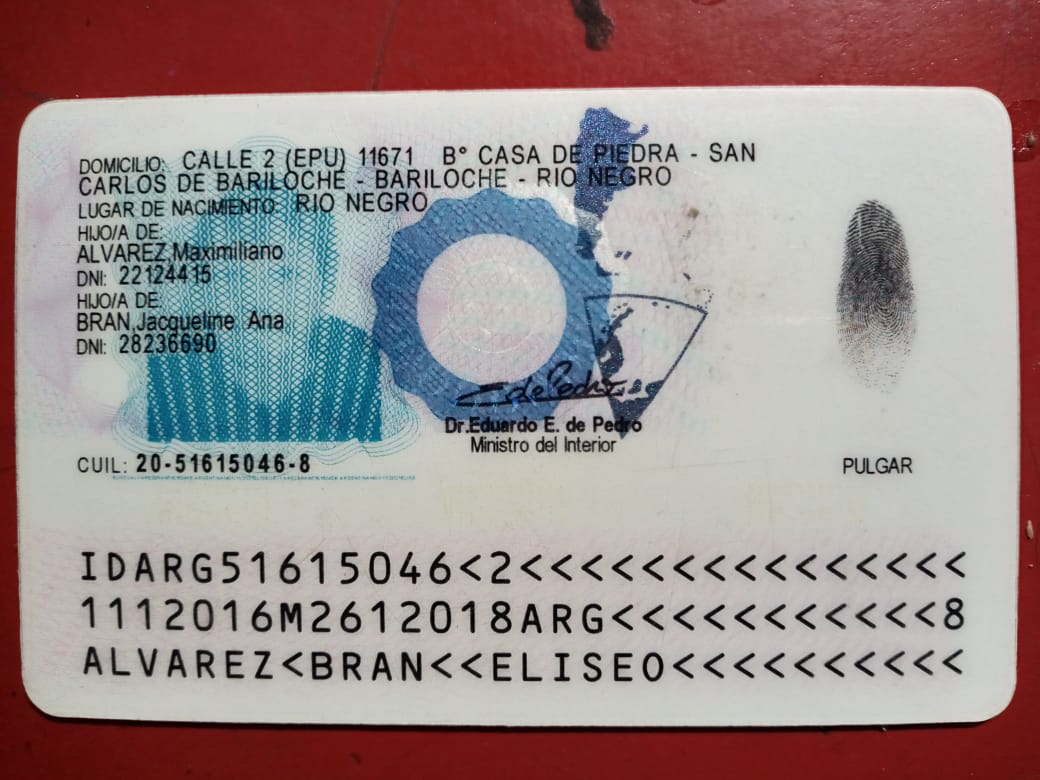 DOMICILIO: CALLE 2 (EPU) 11671 B° CASA DE PIEDRA - SAN
CARLOS DE BARILOCHE - BARILOCHE - RIO NEGRO
LUGAR DE NACIMIENTO: RIO NEGRO
HIJO/A DE:
ALVAREZ,Maximiliano
DNI: 22124415
HIJO/A DE:
BRAN,Jacqueline Ana
DNI: 28236690
Dr.Eduardo E. de Pedro
Ministro del Interior
CUIL: 20-51615046-8
PULGAR
IDARG51615046<2<<<<<<<<<<<<<<<
1112016M2612018ARG<<<<<<<<<<<8
ALVAREZ<BRAN<<ELISEO<<<<<<<<<<